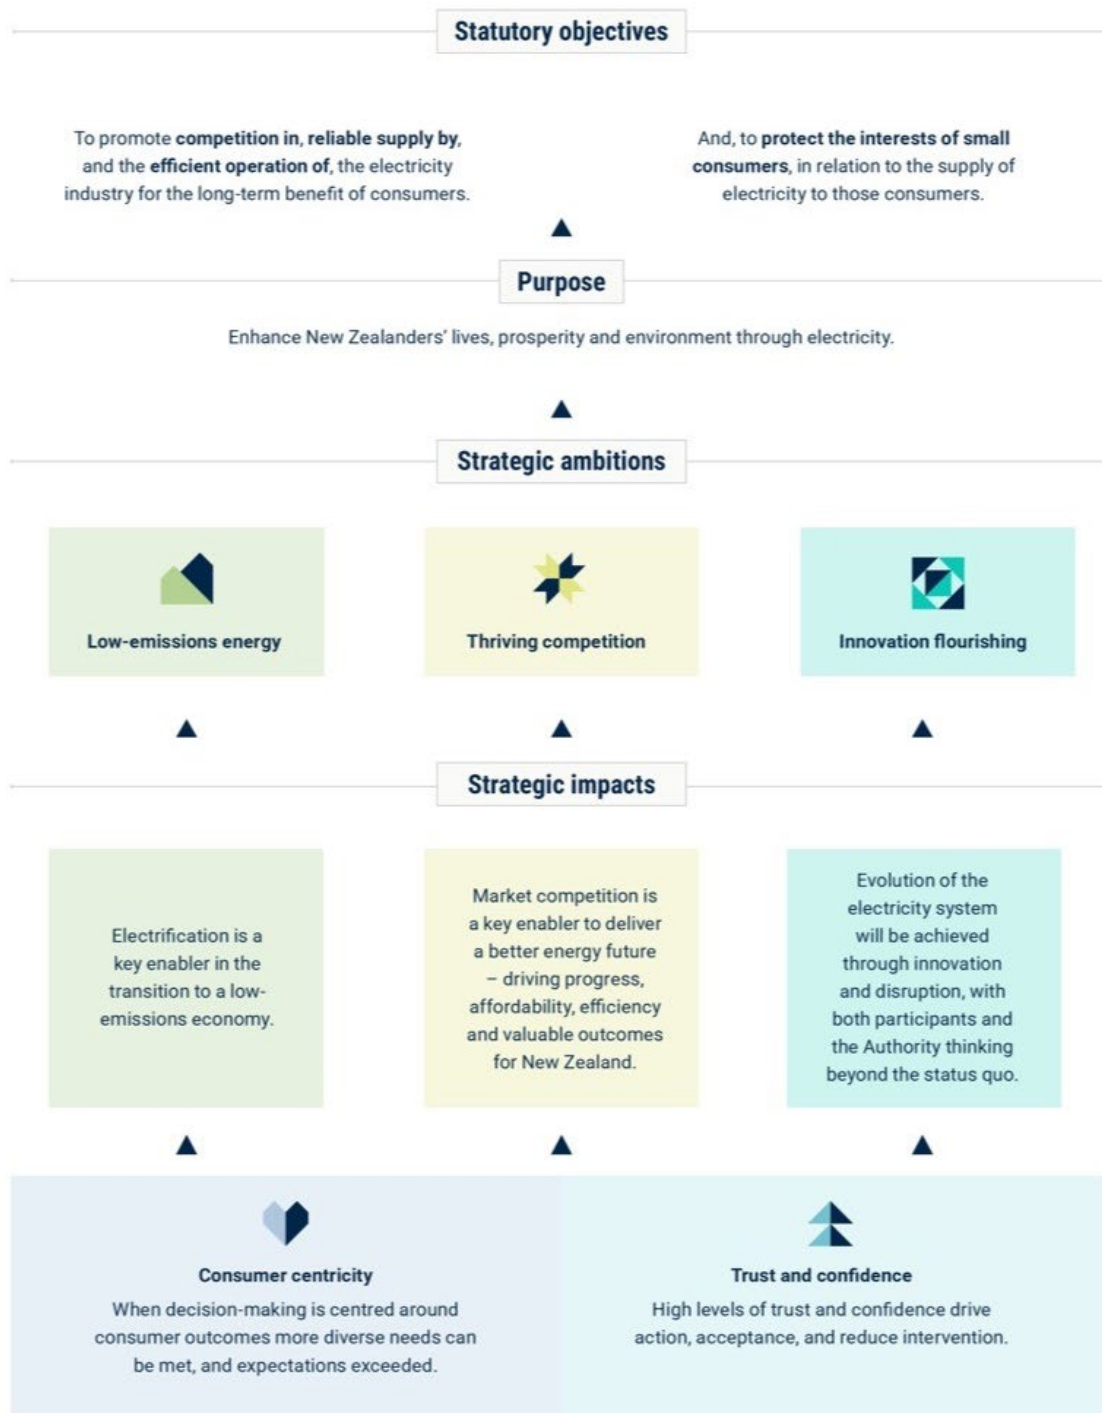 Statutory objectives
To promote competition in, reliable supply by,
and the efficient operation of, the electricity
industry for the long-term benefit of consumers.
And, to protect the interests of small
consumers, in relation to the supply of
electricity to those consumers.
Purpose
Enhance New Zealanders’ lives, prosperity and environment through electricity.
Strategic ambitions
Low-emissions energy
Thriving competition
Innovation flourishing
Strategic impacts
Electrification is a
key enabler in the
transition to a low-
emissions economy.
Market competition is
a key enabler to deliver
a better energy future
– driving progress,
affordability, efficiency
and valuable outcomes
for New Zealand.
Evolution of the
electricity system
will be achieved
through innovation
and disruption, with
both participants and
the Authority thinking
beyond the status quo.
Consumer centricity
When decision-making is centred around
consumer outcomes more diverse needs can
be met, and expectations exceeded.
Trust and confidence
High levels of trust and confidence drive
action, acceptance, and reduce intervention.